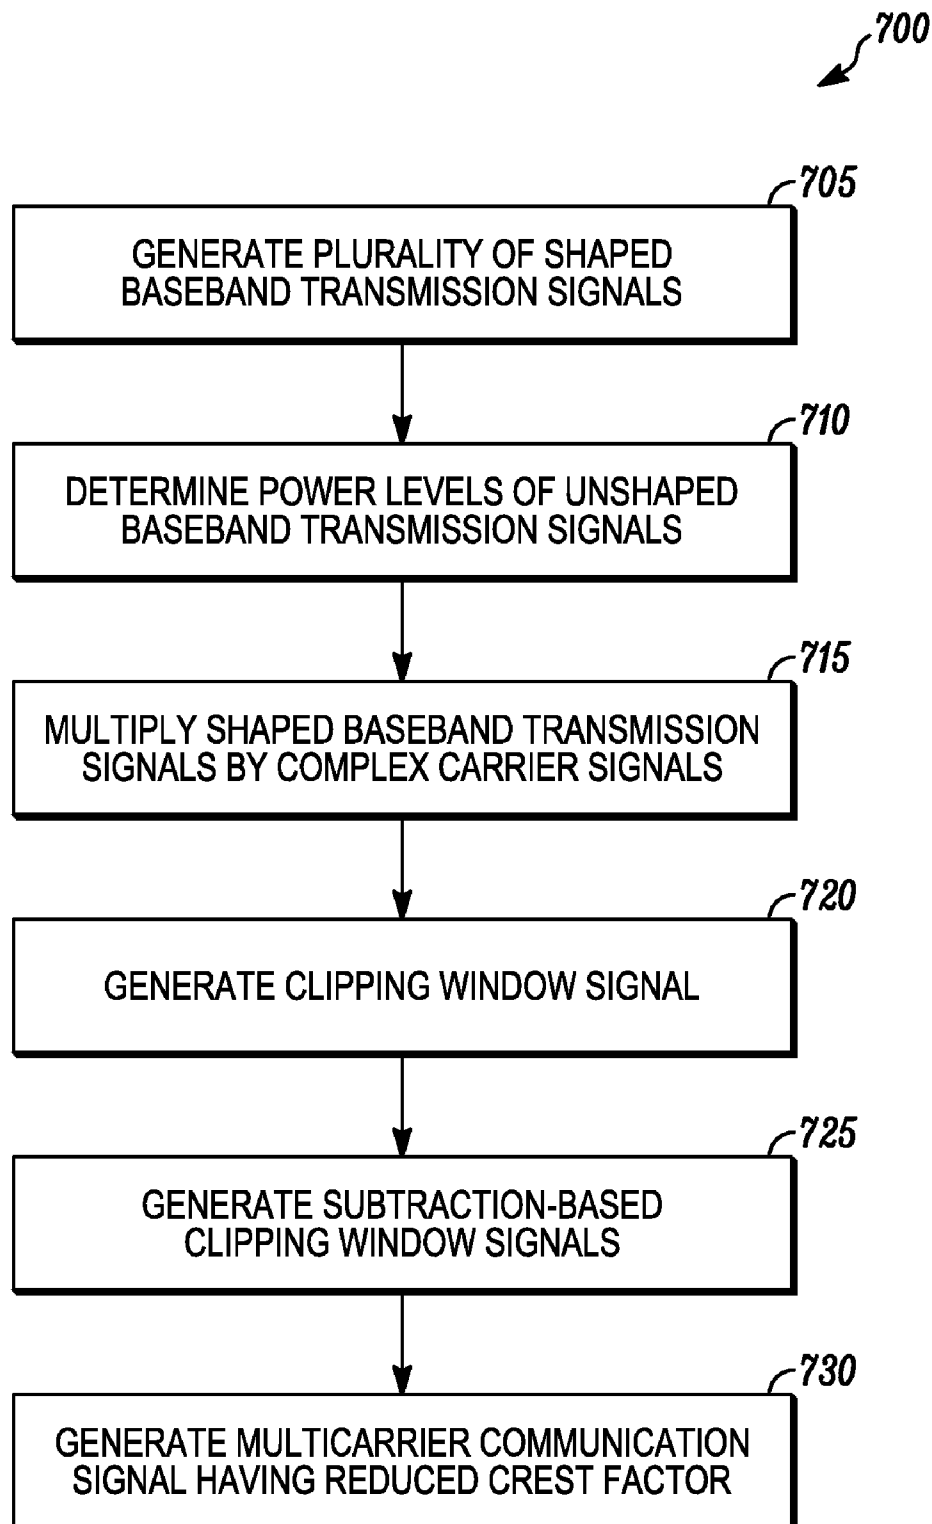 700
705
GENERATE PLURALITY OF SHAPED
BASEBAND TRANSMISSION SIGNALS
710
DETERMINE POWER LEVELS OF UNSHAPED
BASEBAND TRANSMISSION SIGNALS
715
MULTIPLY SHAPED BASEBAND TRANSMISSION
SIGNALS BY COMPLEX CARRIER SIGNALS
720
GENERATE CLIPPING WINDOW SIGNAL
725
GENERATE SUBTRACTION-BASED
CLIPPING WINDOW SIGNALS
730
GENERATE MULTICARRIER COMMUNICATION
SIGNAL HAVING REDUCED CREST FACTOR